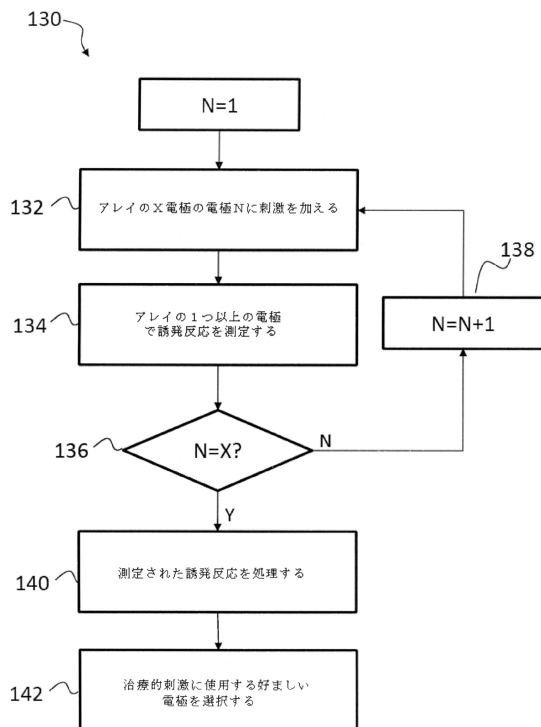 130
N=1
132
アレイのX電極の電極Nに刺激を加える
138
134
アレイの1つ以上の電極
で誘発反応を測定する
N=N+1
136
N=X?
N
Y
140
測定された誘発反応を処理する
142
治療的刺激に使用する好ましい
電極を選択する